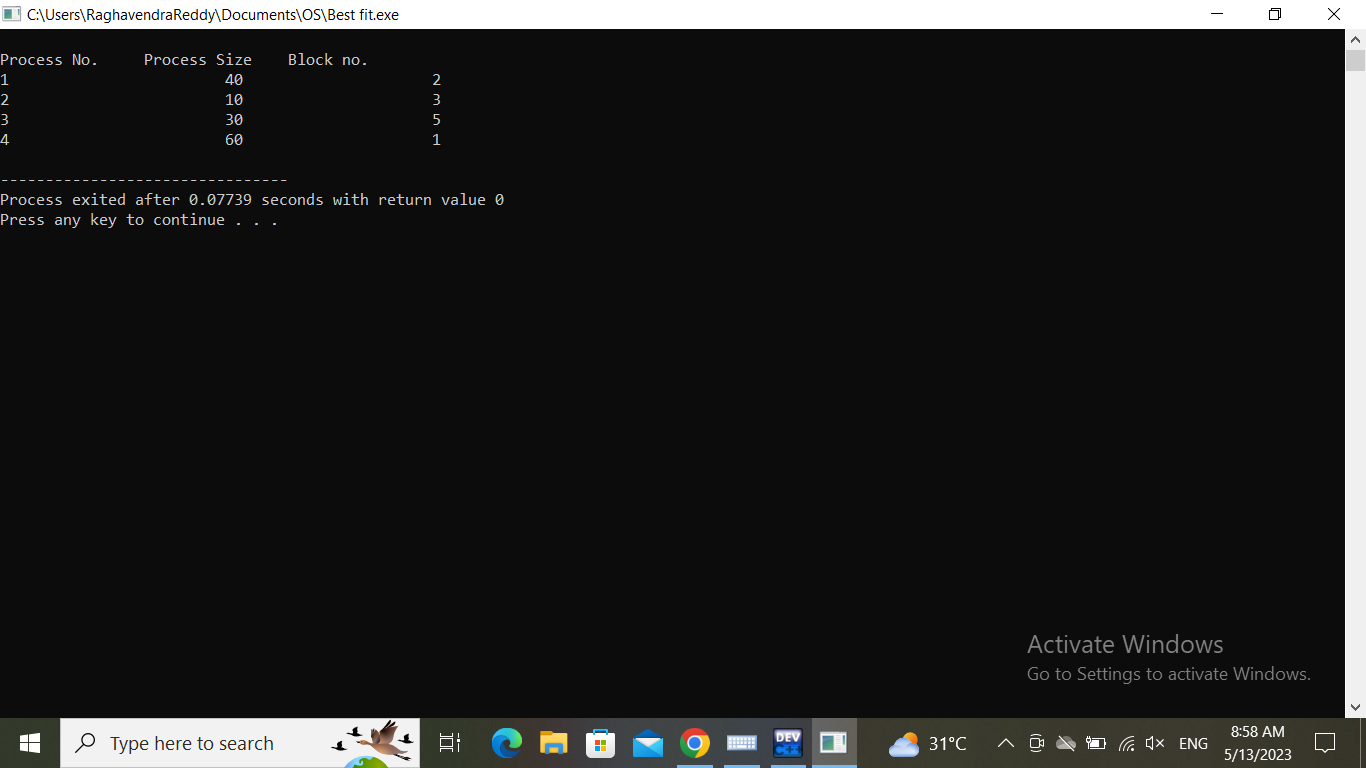 C:\Users\RaghavendraReddy\Documents\OS\Best fit.exe
Process No. Process Size Block no.
1 40 2
2 10 3
3 30 5
4 60 1
--------------------------------
Process exited after 0.07739 seconds with return value 0
Press any key to continue . . .
Activate Windows
Go to Settings to activate Windows.
Type here to search
DEV
C++
31°C
ENG
8:58 AM
5/13/2023